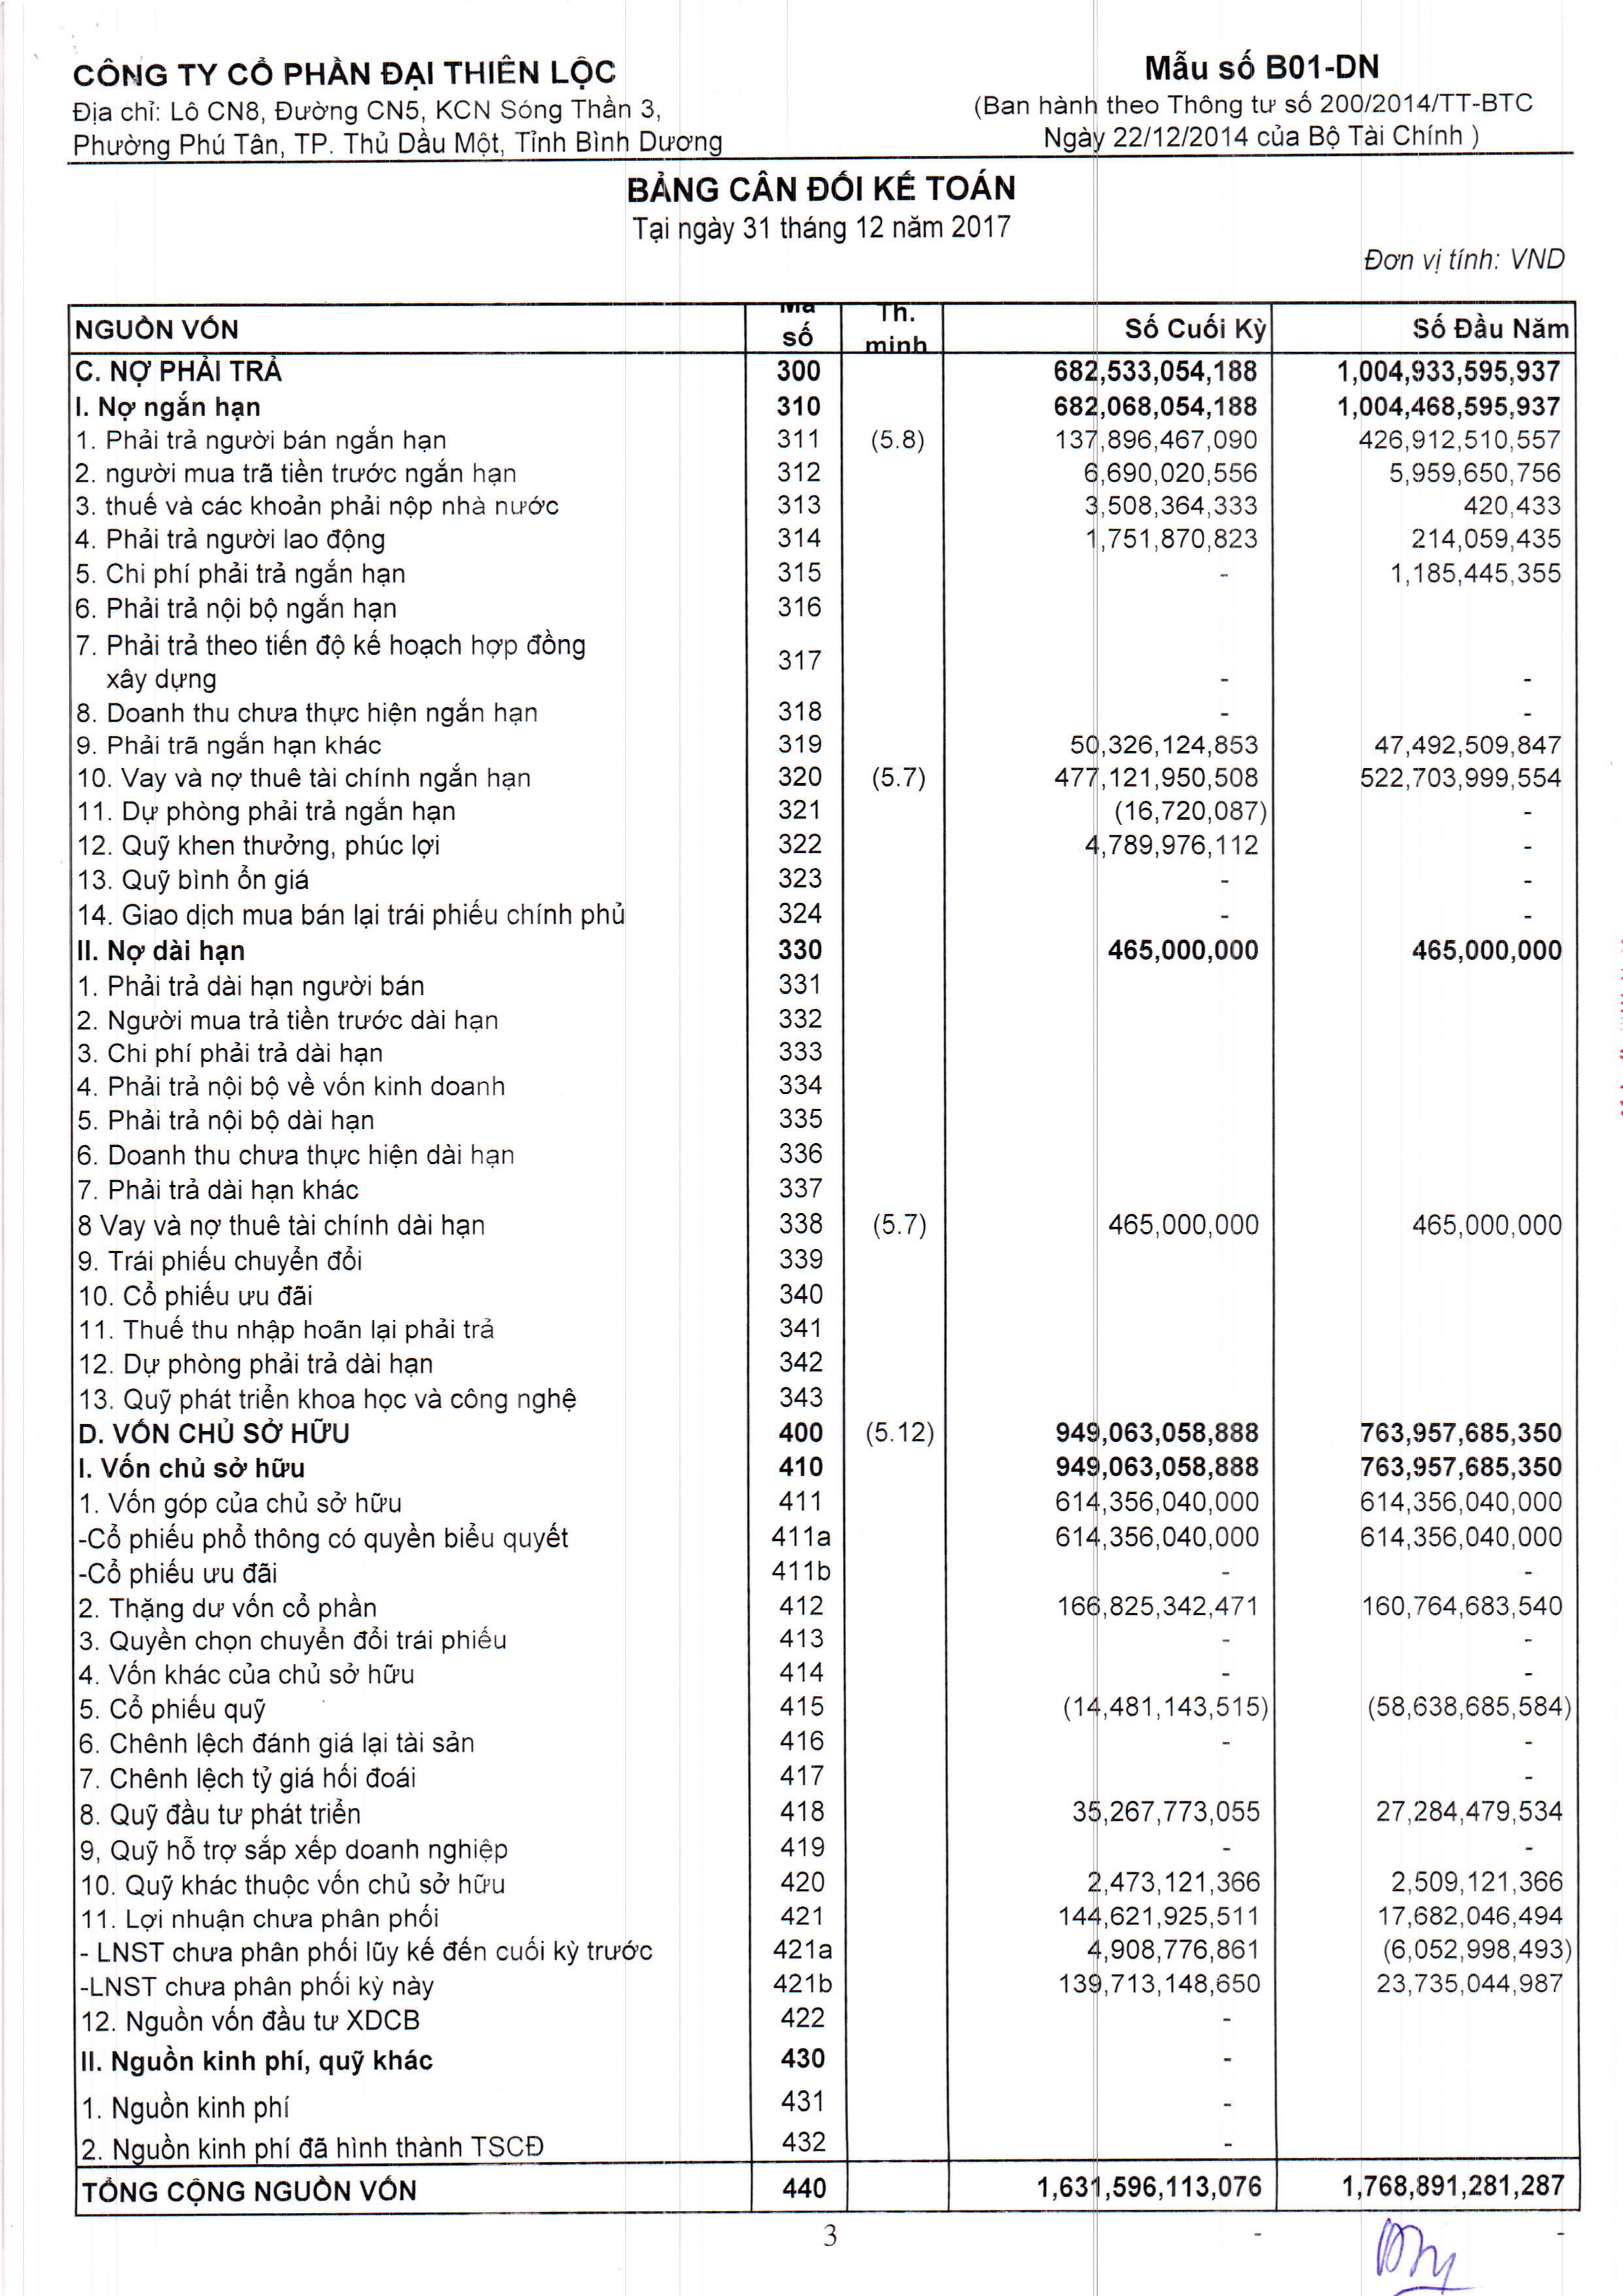 CÔNG TY CỔ PHẦN ĐẠI THIÊN LỘC
Địa chỉ: Lô CN8, Đường CN5, KCN Sóng Thần 3,
Phường Phú Tân, TP. Thủ Dầu Một, Tỉnh Bình Dương
Mẫu số B01-DN
(Ban hành theo Thông tư số 200/2014/TT-BTC
Ngày 22/12/2014 của Bộ Tài Chính )
BẢNG CÂN ĐỐI KẾ TOÁN
Tại ngày 31 tháng 12 năm 2017
Đơn vị tính: VND
NGUỒN VỐN Mã số Th. minh Số Cuối Kỳ Số Đầu Năm
C. NỢ PHẢI TRẢ 300 682,533,054,188 1,004,933,595,937
I. Nợ ngắn hạn 310 682,068,054,188 1,004,468,595,937
1. Phải trả người bán ngắn hạn 311 (5.8) 137,896,467,090 426,912,510,557
2. người mua trã tiền trước ngắn hạn 312 6,690,020,556 5,959,650,756
3. thuế và các khoản phải nộp nhà nước 313 3,508,364,333 420,433
4. Phải trả người lao động 314 1,751,870,823 214,059,435
5. Chi phí phải trả ngắn hạn 315 - 1,185,445,355
6. Phải trả nội bộ ngắn hạn 316
7. Phải trả theo tiến độ kế hoạch hợp đồng
xây dựng 317 - -
8. Doanh thu chưa thực hiện ngắn hạn 318 - -
9. Phải trã ngắn hạn khác 319 50,326,124,853 47,492,509,847
10. Vay và nợ thuê tài chính ngắn hạn 320 (5.7) 477,121,950,508 522,703,999,554
11. Dự phòng phải trả ngắn hạn 321 (16,720,087) -
12. Quỹ khen thưởng, phúc lợi 322 4,789,976,112 -
13. Quỹ bình ổn giá 323 - -
14. Giao dịch mua bán lại trái phiếu chính phủ 324 - -
II. Nợ dài hạn 330 465,000,000 465,000,000
1. Phải trả dài hạn người bán 331
2. Người mua trả tiền trước dài hạn 332
3. Chi phí phải trả dài hạn 333
4. Phải trả nội bộ về vốn kinh doanh 334
5. Phải trả nội bộ dài hạn 335
6. Doanh thu chưa thực hiện dài hạn 336
7. Phải trả dài hạn khác 337
8 Vay và nợ thuê tài chính dài hạn 338 (5.7) 465,000,000 465,000,000
9. Trái phiếu chuyển đổi 339
10. Cổ phiếu ưu đãi 340
11. Thuế thu nhập hoãn lại phải trả 341
12. Dự phòng phải trả dài hạn 342
13. Quỹ phát triển khoa học và công nghệ 343
D. VỐN CHỦ SỞ HỮU 400 (5.12) 949,063,058,888 763,957,685,350
I. Vốn chủ sở hữu 410 949,063,058,888 763,957,685,350
1. Vốn góp của chủ sở hữu 411 614,356,040,000 614,356,040,000
-Cổ phiếu phổ thông có quyền biểu quyết 411a 614,356,040,000 614,356,040,000
-Cổ phiếu ưu đãi 411b - -
2. Thặng dư vốn cổ phần 412 166,825,342,471 160,764,683,540
3. Quyền chọn chuyển đổi trái phiếu 413 - -
4. Vốn khác của chủ sở hữu 414 - -
5. Cổ phiếu quỹ 415 (14,481,143,515) (58,638,685,584)
6. Chênh lệch đánh giá lại tài sản 416 - -
7. Chênh lệch tỷ giá hối đoái 417 -
8. Quỹ đầu tư phát triển 418 35,267,773,055 27,284,479,534
9, Quỹ hỗ trợ sắp xếp doanh nghiệp 419 - -
10. Quỹ khác thuộc vốn chủ sở hữu 420 2,473,121,366 2,509,121,366
11. Lợi nhuận chưa phân phối 421 144,621,925,511 17,682,046,494
- LNST chưa phân phối lũy kế đến cuối kỳ trước 421a 4,908,776,861 (6,052,998,493)
-LNST chưa phân phối kỳ này 421b 139,713,148,650 23,735,044,987
12. Nguồn vốn đầu tư XDCB 422 -
II. Nguồn kinh phí, quỹ khác 430 -
1. Nguồn kinh phí 431 -
2. Nguồn kinh phí đã hình thành TSCĐ 432 -
TỔNG CỘNG NGUỒN VỐN 440 1,631,596,113,076 1,768,891,281,287
3 - -